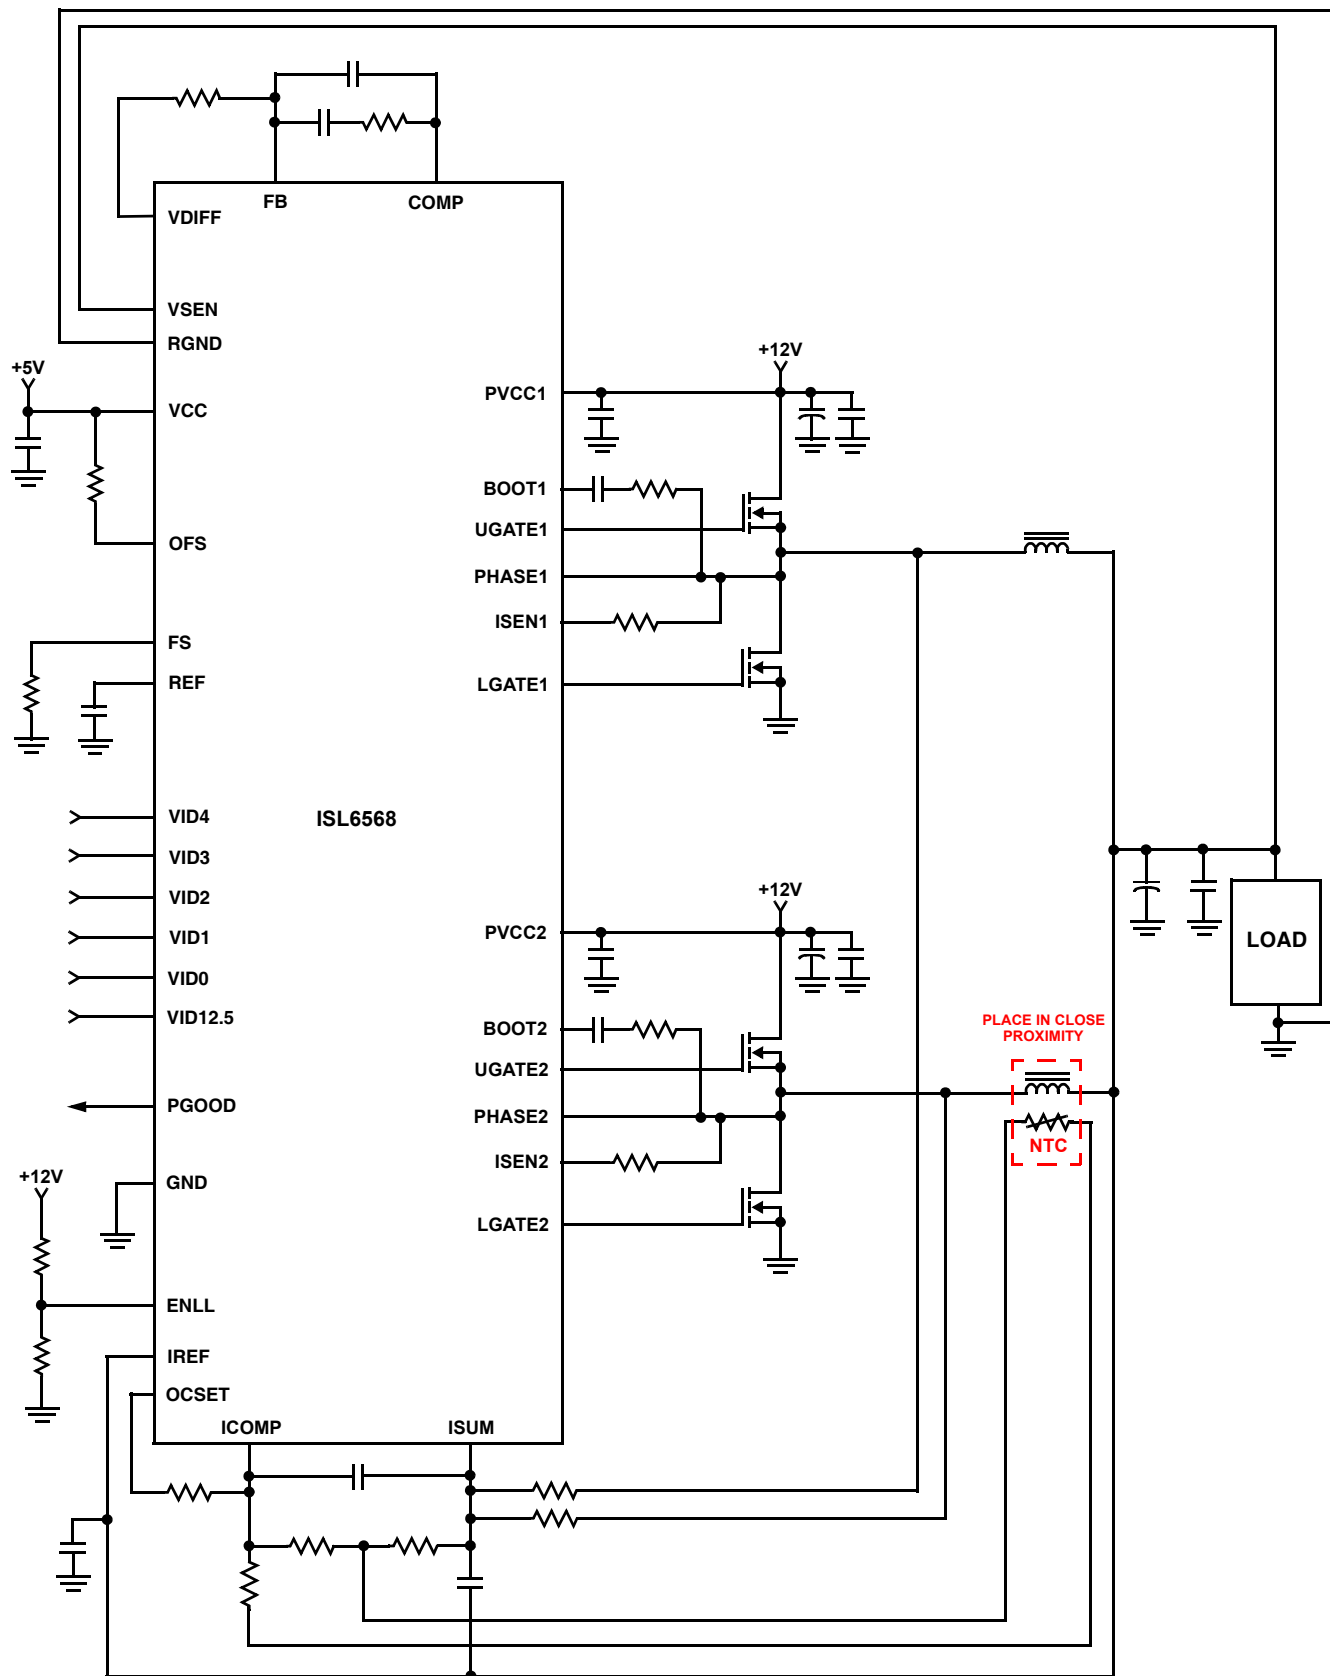 FB
COMP
VDIFF
VSEN
RGND
+5V
VCC
OFS
FS
REF
VID4
VID3
VID2
VID1
VID0
VID12.5
PGOOD
+12V
GND
ENLL
IREF
OCSET
ICOMP
ISUM
ISL6568
+12V
PVCC1
BOOT1
UGATE1
PHASE1
ISEN1
LGATE1
+12V
PVCC2
BOOT2
UGATE2
PHASE2
ISEN2
LGATE2
PLACE IN CLOSE
PROXIMITY
NTC
LOAD